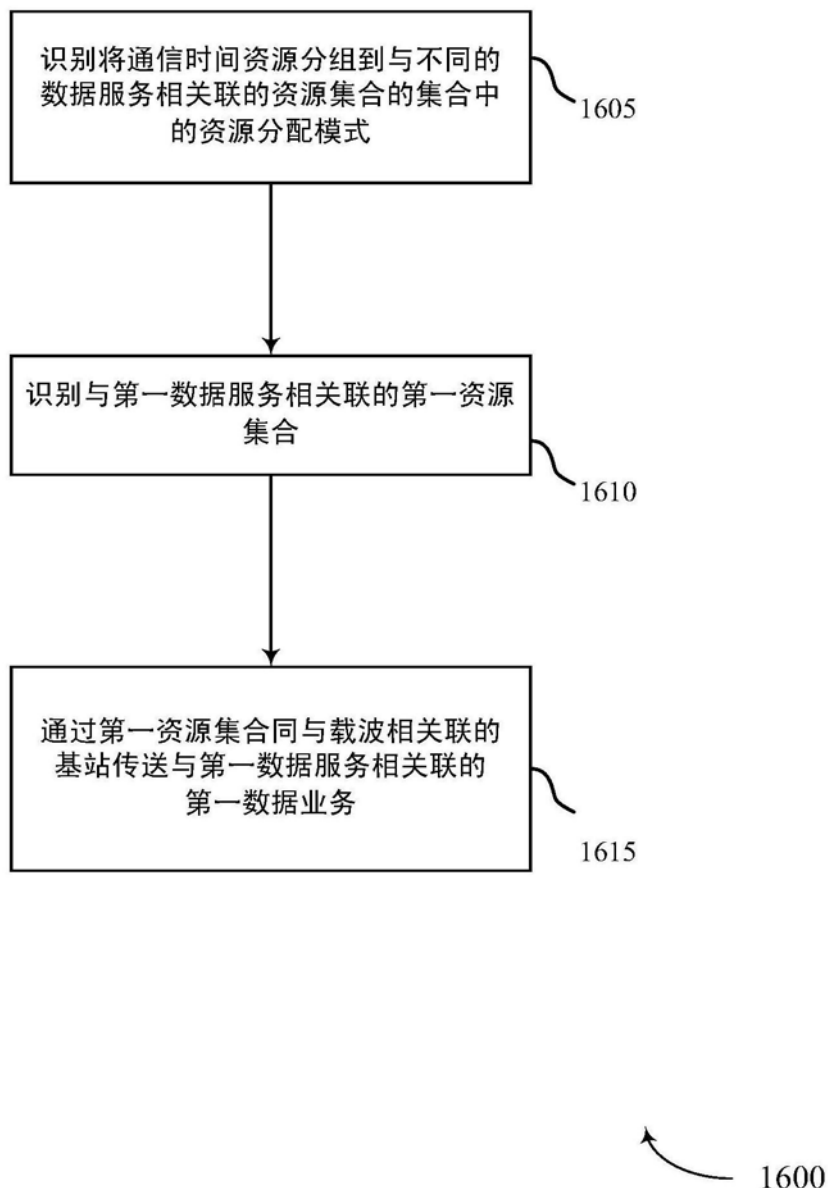 识别将通信时间资源分组到与不同的
数据服务相关联的资源集合的集合中
的资源分配模式
1605
识别与第一数据服务相关联的第一资源
集合
1610
通过第一资源集合同与载波相关联的
基站传送与第一数据服务相关联的
第一数据业务
1615
1600